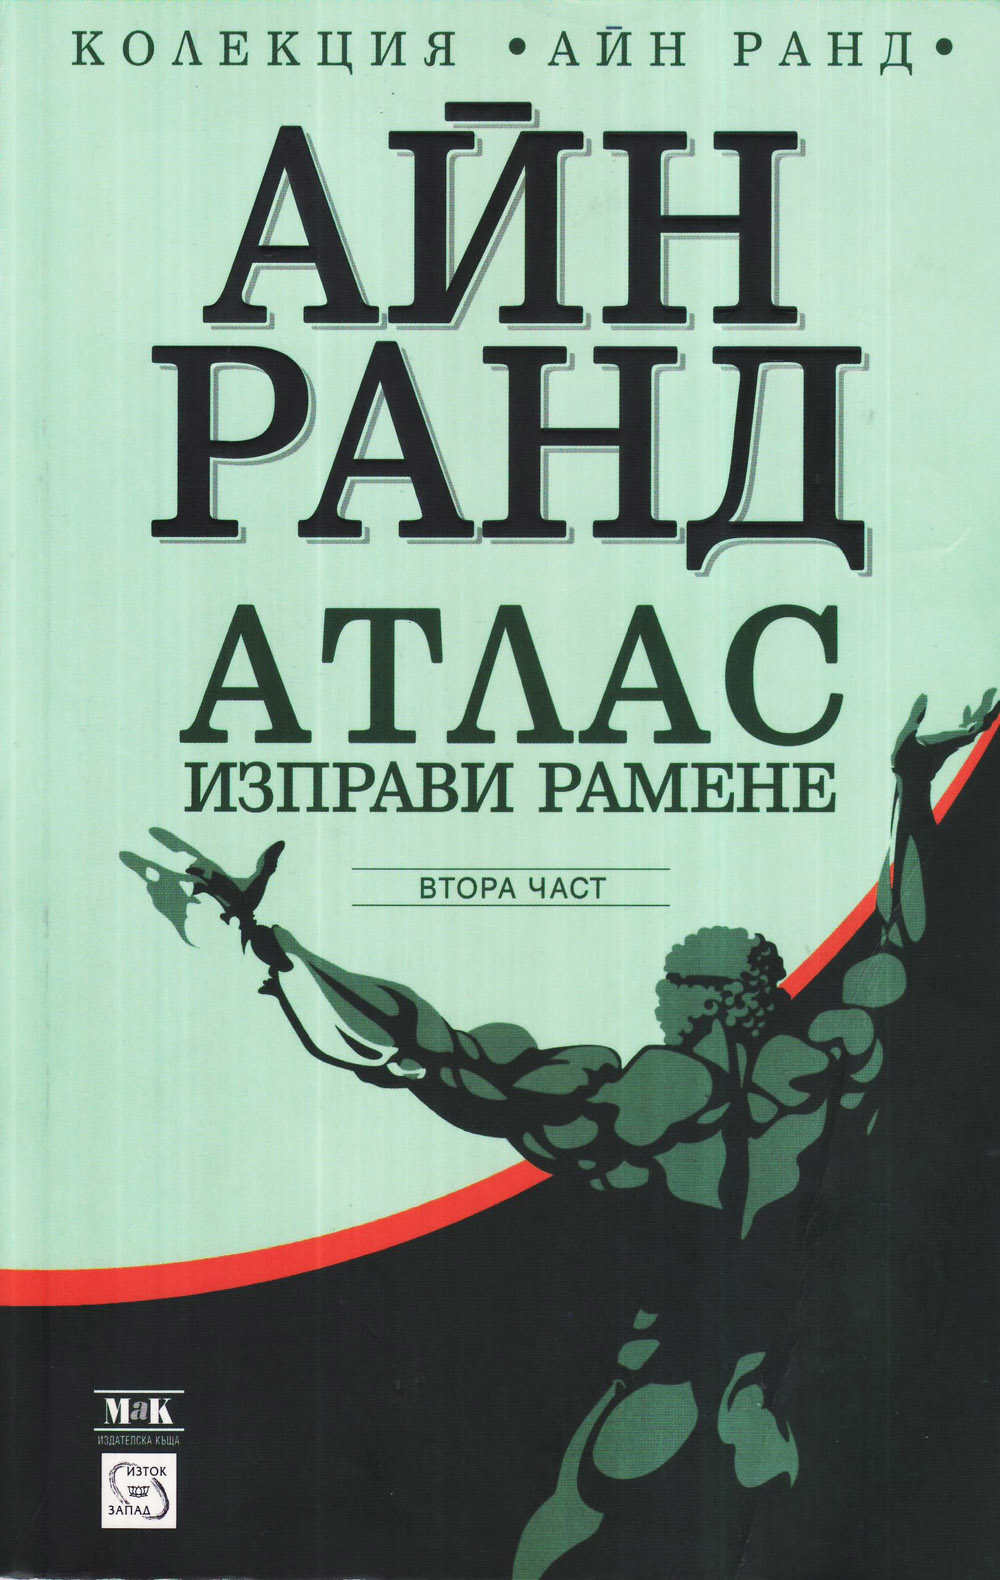 КОЛЕКЦИЯ •АЙН РАНД•
АЙН
РАНД
АТЛАС
ИЗПРАВИ РАМЕНЕ
ВТОРА ЧАСТ
МаК
ИЗДАТЕЛСКА КЪЩА
ИЗТОК
ЗАПАД